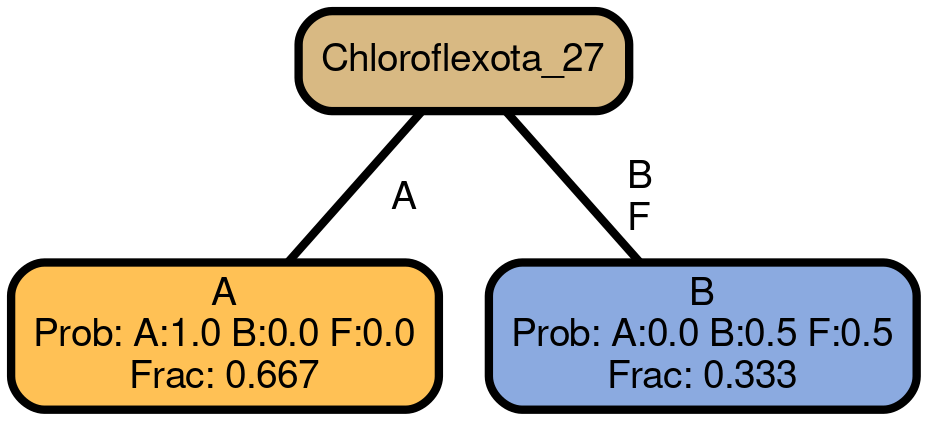 Chloroflexota_27
A
B
F
A
Prob: A:1.0 B:0.0 F:0.0
Frac: 0.667
B
Prob: A:0.0 B:0.5 F:0.5
Frac: 0.333